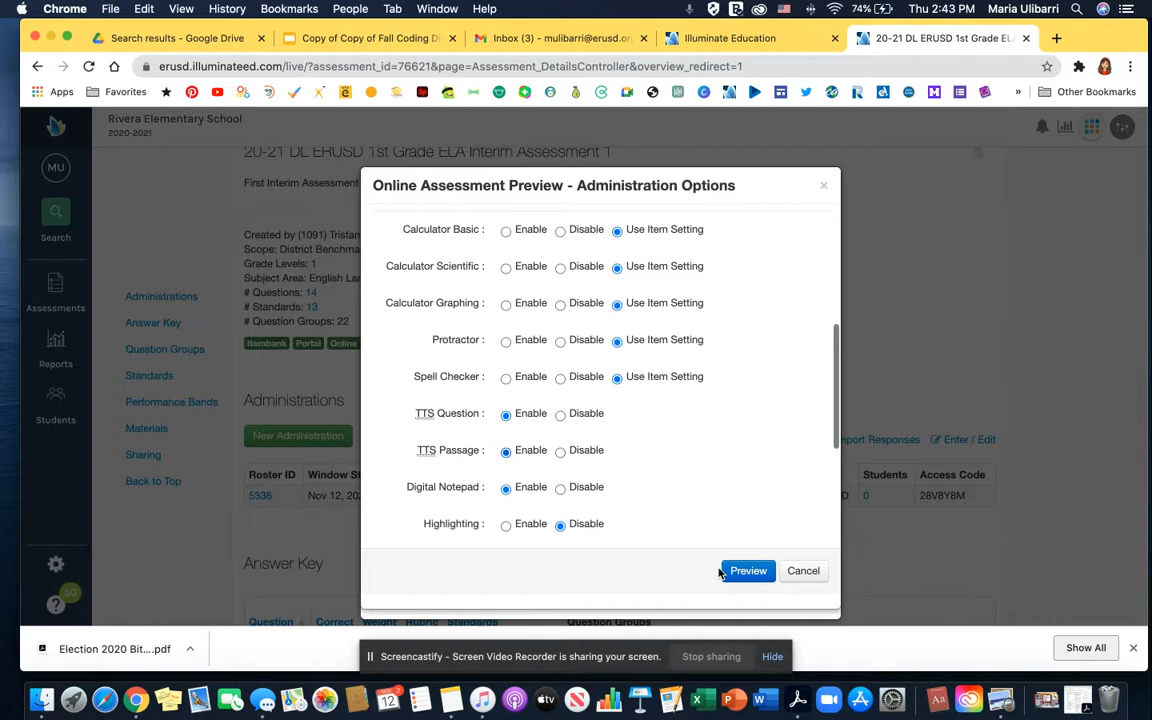 Chrome File Edit View History Bookmarks People Tab Window Help 74% Thu 2:43 PM Maria Ulibarri
Search results - Google Drive × Copy of Copy of Fall Coding D × Inbox (3) - mulibarri@erusd.or × Illuminate Education × 20-21 DL ERUSD 1st Grade EL ×
erusd.illuminateed.com/live/?assessment_id=76621&page=Assessment_DetailsController&overview_redirect=1
Apps Favorites » Other Bookmarks
Rivera Elementary School
2020-2021
MU
Search
Assessments
Reports
Students
50
20-21 DL ERUSD 1st Grade ELA Interim Assessment 1
First Interim Assessment
Created by (1091) Tristan
Scope: District Benchma
Grade Levels: 1
Subject Area: English Lan
# Questions: 14
# Standards: 13
# Question Groups: 22
Itembank Portal Online
Administrations
Answer Key
Question Groups
Standards
Performance Bands
Materials
Sharing
Back to Top
Administrations
New Administration
mport Responses Enter / Edit
Roster ID Window St Students Access Code
5336 Nov 12, 202 0 28V8Y8M
Answer Key
Question Correct Weight Rubric Standards Question Groups
Online Assessment Preview - Administration Options ×
Calculator Basic : Enable Disable Use Item Setting
Calculator Scientific : Enable Disable Use Item Setting
Calculator Graphing : Enable Disable Use Item Setting
Protractor : Enable Disable Use Item Setting
Spell Checker : Enable Disable Use Item Setting
TTS Question : Enable Disable
TTS Passage : Enable Disable
Digital Notepad : Enable Disable
Highlighting : Enable Disable
Preview Cancel
Election 2020 Bit....pdf Show All ×
Screencastify - Screen Video Recorder is sharing your screen. Stop sharing Hide